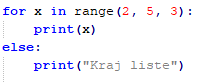 for x in range(2, 5, 3):
    print(x)
else:
    print("Kraj liste")